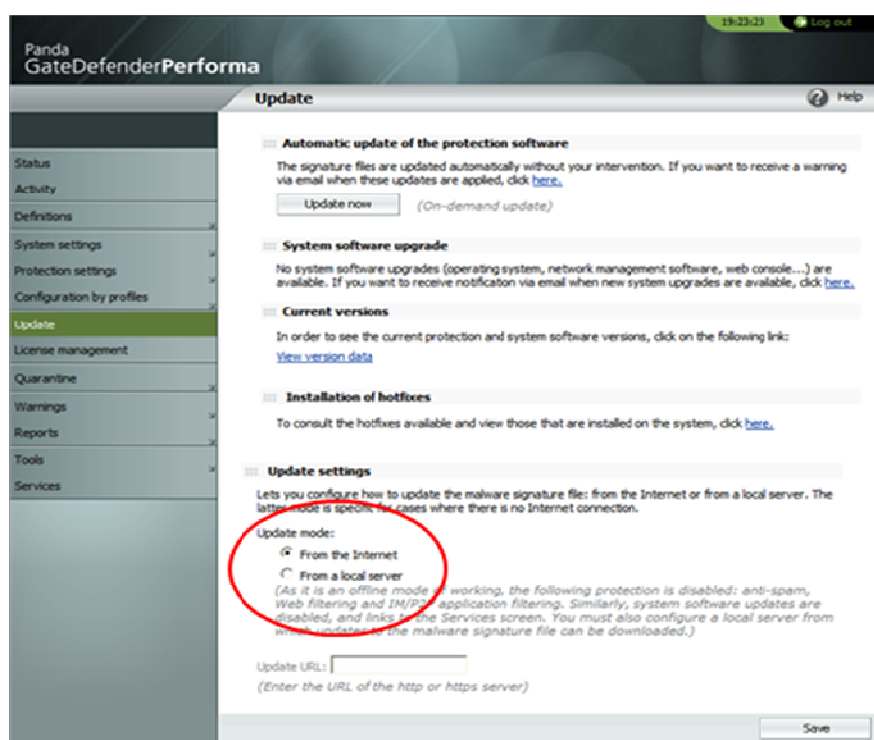 19:23:23
Log out
Panda
GateDefenderPerforma
Update
Help
Status
Activity
Definitions
System settings
Protection settings
Configuration by profiles
Update
License management
Quarantine
Warnings
Reports
Tools
Services
Automatic update of the protection software
The signature files are updated automatically without your intervention. If you want to receive a warning
via email when these updates are applied, click here.
Update now
(On-demand update)
System software upgrade
No system software upgrades (operating system, network management software, web console...) are
available. If you want to receive notification via email when new system upgrades are available, click here.
Current versions
In order to see the current protection and system software versions, click on the following link:
View version data
Installation of hotfixes
To consult the hotfixes available and view those that are installed on the system, click here.
Update settings
Lets you configure how to update the malware signature file: from the Internet or from a local server. The
latter mode is specific for cases where there is no Internet connection.
Update mode:
From the Internet
From a local server
(As it is an offline mode of working, the following protection is disabled: anti-spam,
Web filtering and IM/P2P application filtering. Similarly, system software updates are
disabled, and links to the Services screen. You must also configure a local server from
which updates to the malware signature file can be downloaded.)
Update URL:
(Enter the URL of the http or https server)
Save